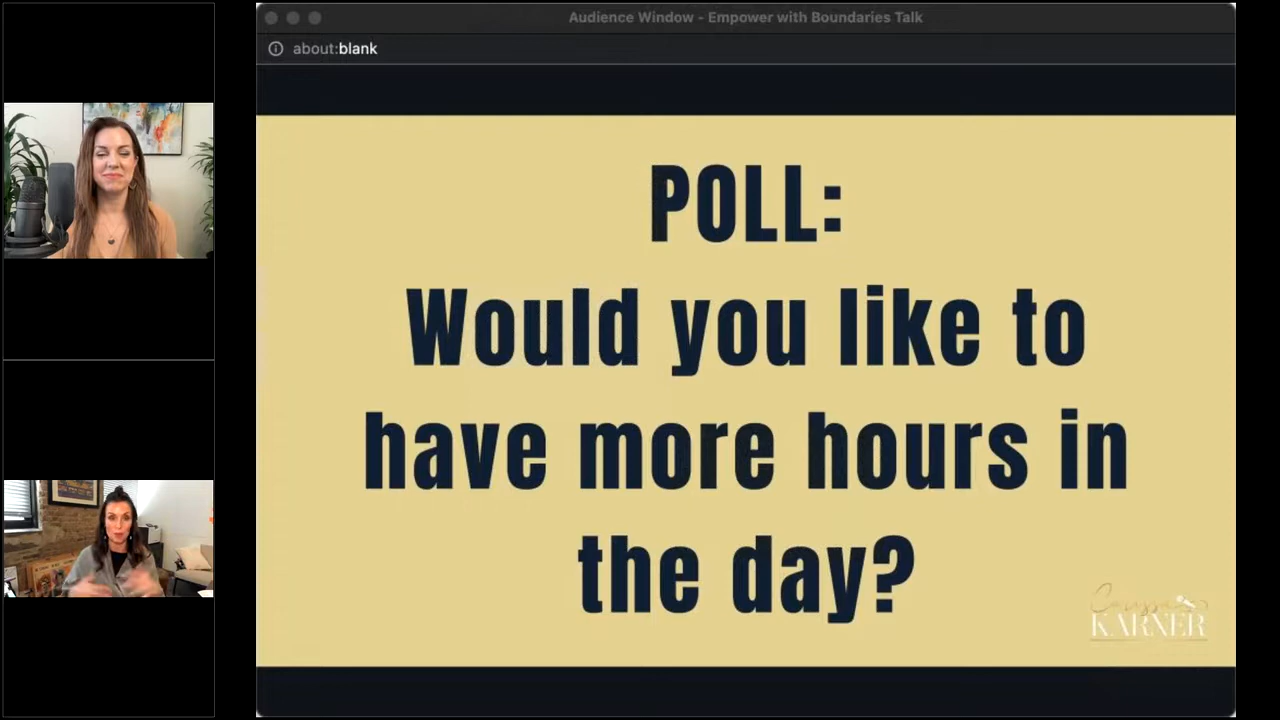 Audience Window - Empower with Boundaries Talk
about:blank
POLL:
Would you like to
have more hours in
the day?
KARNER